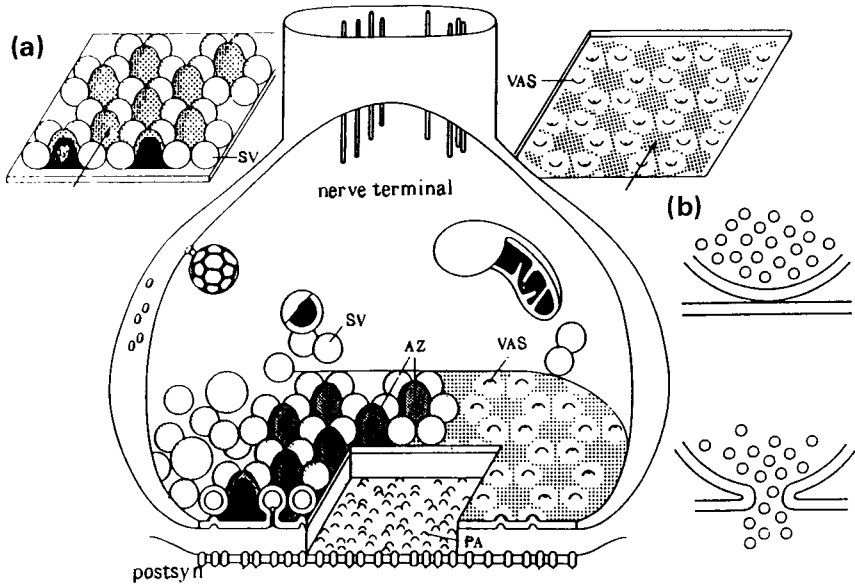 (a)
VAS
SV
nerve terminal
(b)
SV
AZ
VAS
PA
postsyn